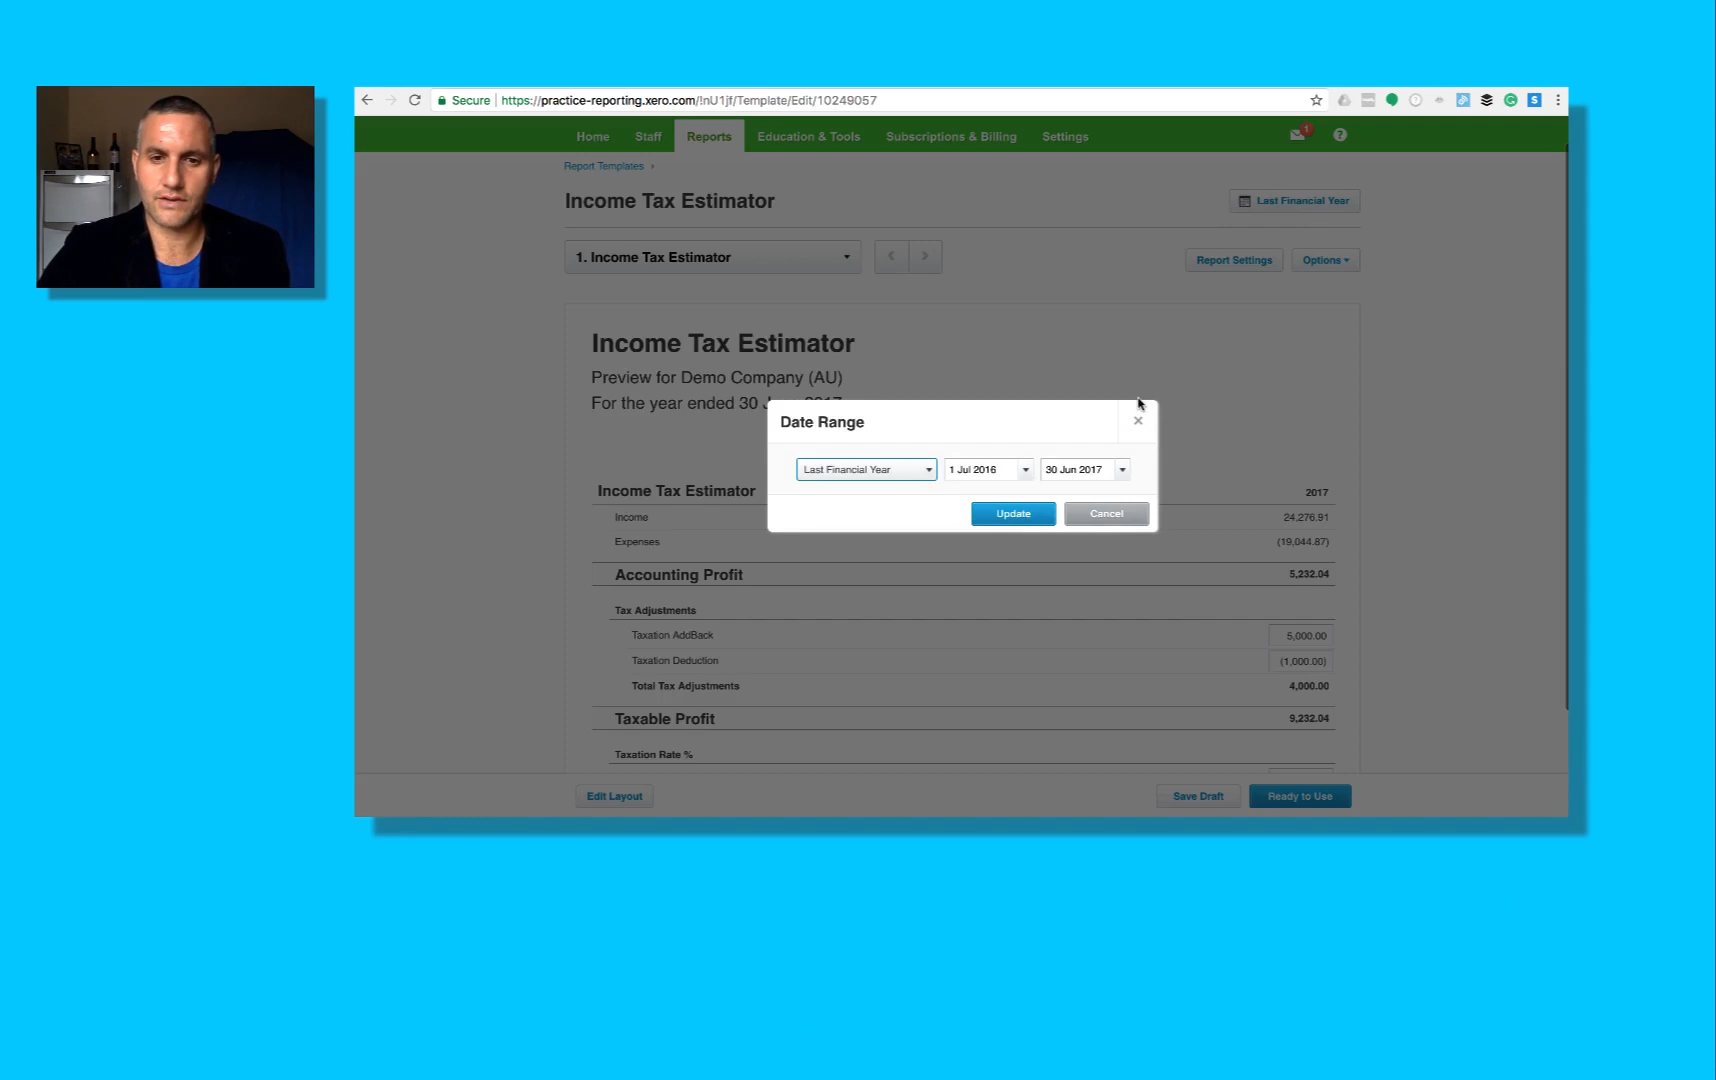 Secure | https://practice-reporting.xero.com/!nU1jf/Template/Edit/10249057
Home Staff Reports Education & Tools Subscriptions & Billing Settings 1 ?
Report Templates ›
Income Tax Estimator
Last Financial Year
1. Income Tax Estimator
Report Settings Options
Income Tax Estimator
Preview for Demo Company (AU)
For the year ended 30
Date Range
Last Financial Year 1 Jul 2016 30 Jun 2017
Update Cancel
Income Tax Estimator 2017
Income 24,276.91
Expenses (19,044.87)
Accounting Profit 5,232.04
Tax Adjustments
Taxation AddBack 5,000.00
Taxation Deduction (1,000.00)
Total Tax Adjustments 4,000.00
Taxable Profit 9,232.04
Taxation Rate %
Edit Layout Save Draft Ready to Use